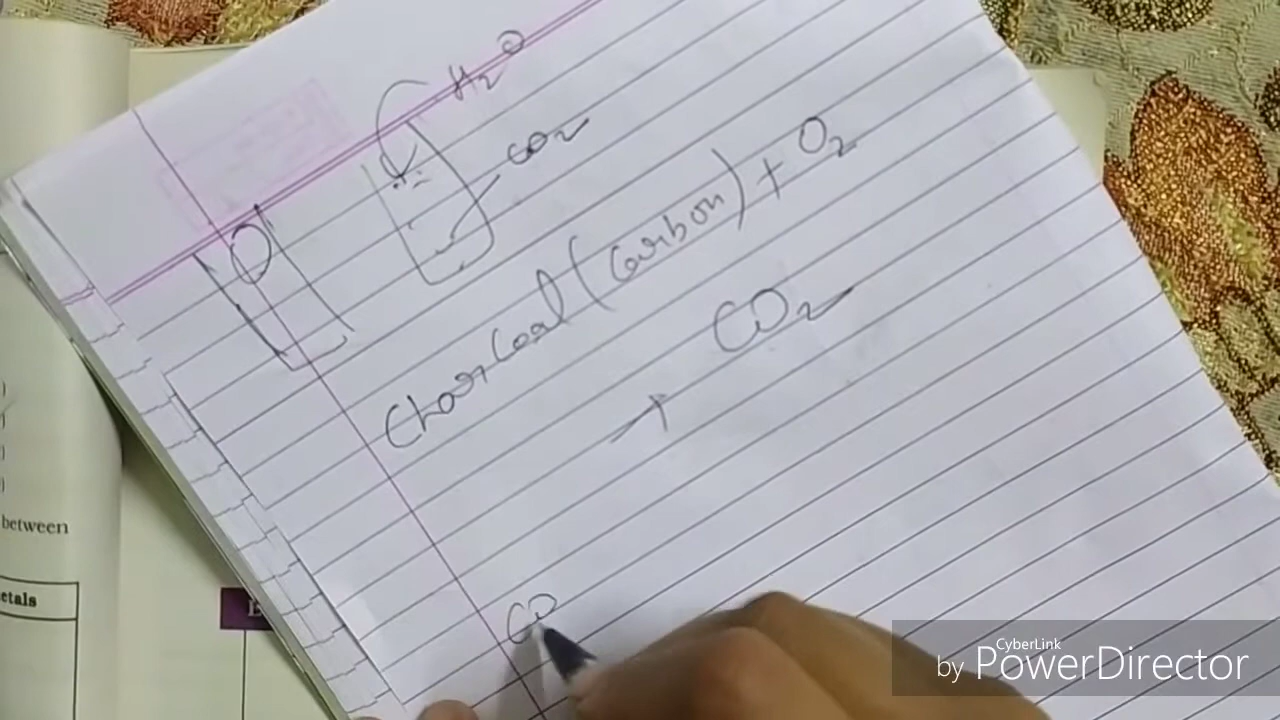 H₂O
CO₂
Charcoal (Carbon) + O₂
→ CO₂
CO
between
etals
CyberLink
by PowerDirector